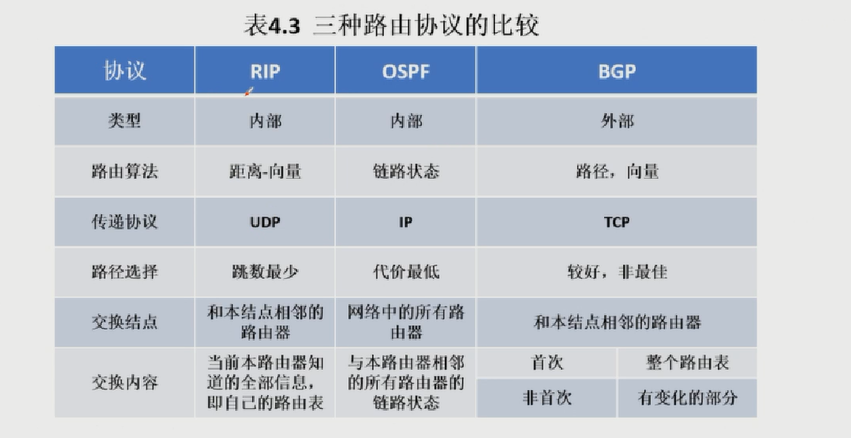 表4.3 三种路由协议的比较
协议 RIP OSPF BGP
类型 内部 内部 外部
路由算法 距离-向量 链路状态 路径，向量
传递协议 UDP IP TCP
路径选择 跳数最少 代价最低 较好，非最佳
交换结点 和本结点相邻的路由器 网络中的所有路由器 和本结点相邻的路由器
交换内容 当前本路由器知道的全部信息，即自己的路由表 与本路由器相邻的所有路由器的链路状态 首次 整个路由表
非首次 有变化的部分